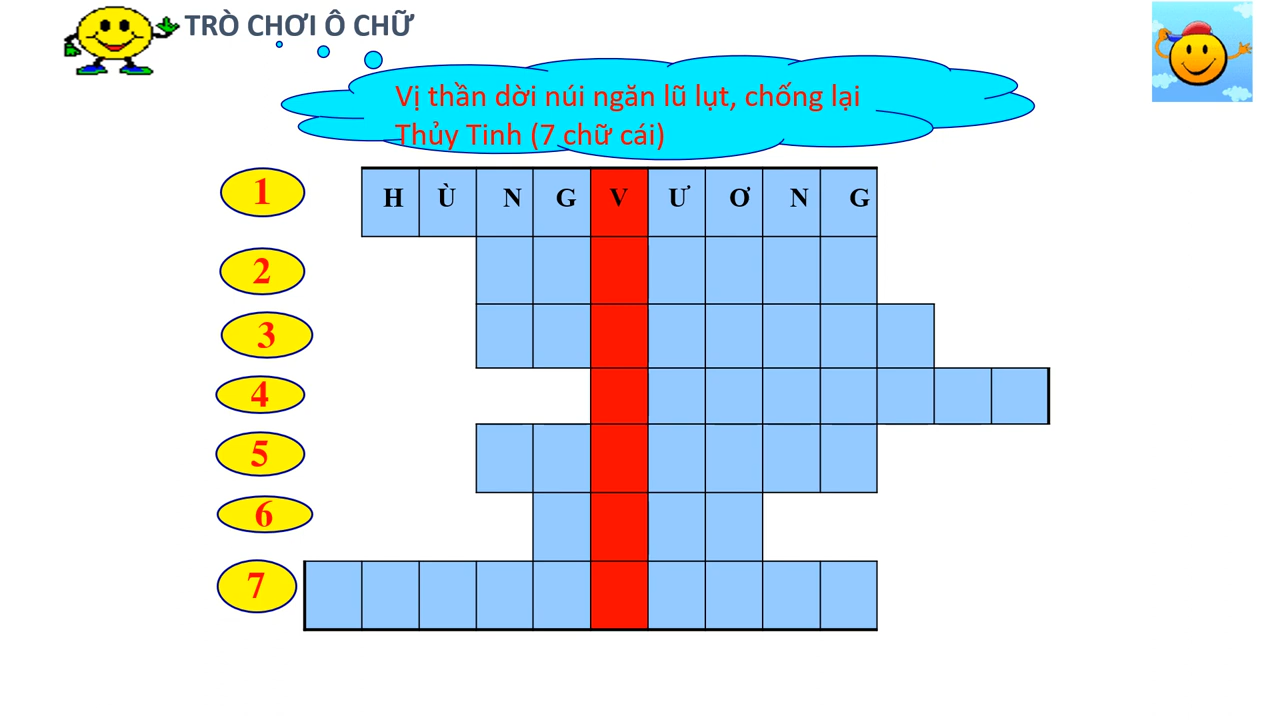 TRÒ CHƠI Ô CHỮ
Vị thần dời núi ngăn lũ lụt, chống lại
Thủy Tinh (7 chữ cái)
1 H Ù N G V Ư Ơ N G
2
3
4
5
6
7